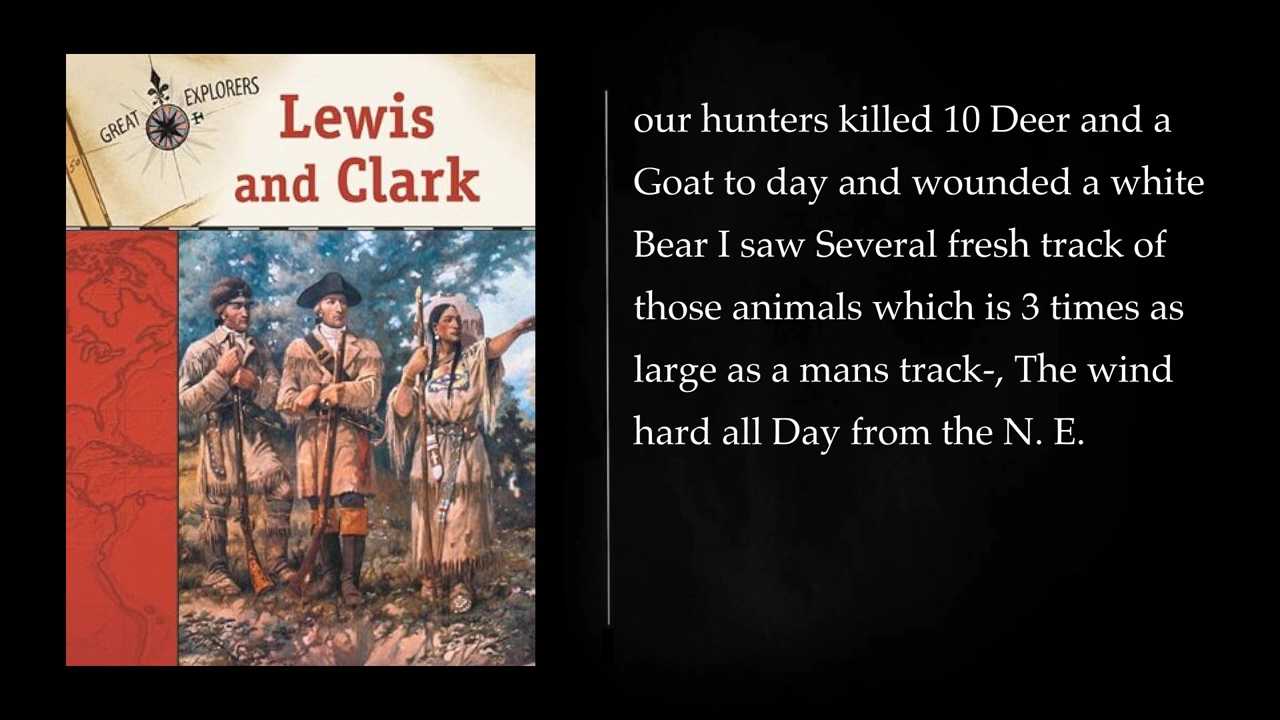 GREAT EXPLORERS
Lewis
and Clark
50
our hunters killed 10 Deer and a
Goat to day and wounded a white
Bear I saw Several fresh track of
those animals which is 3 times as
large as a mans track-, The wind
hard all Day from the N. E.